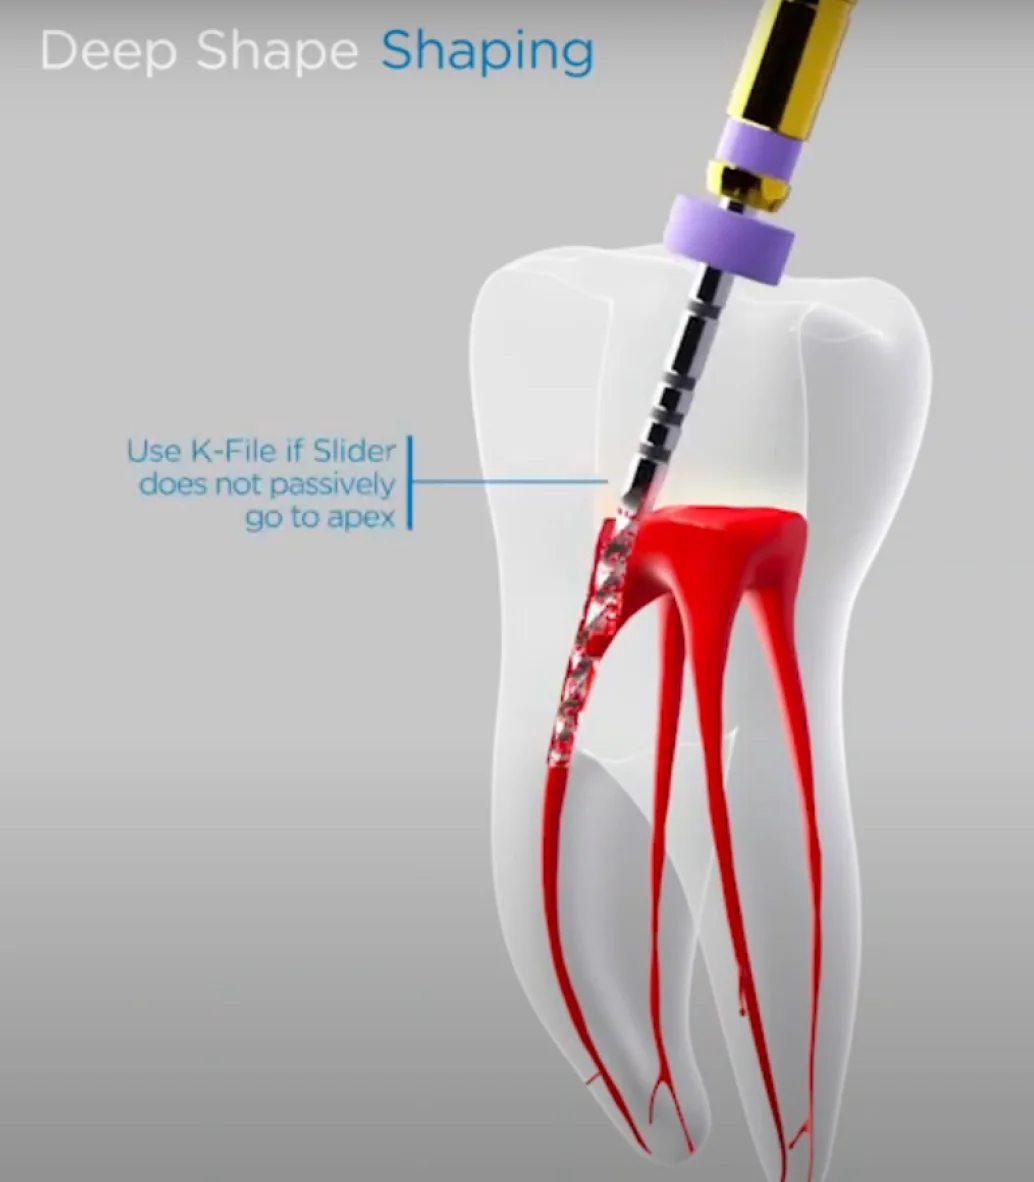 Deep Shape Shaping
Use K-File if Slider
does not passively
go to apex